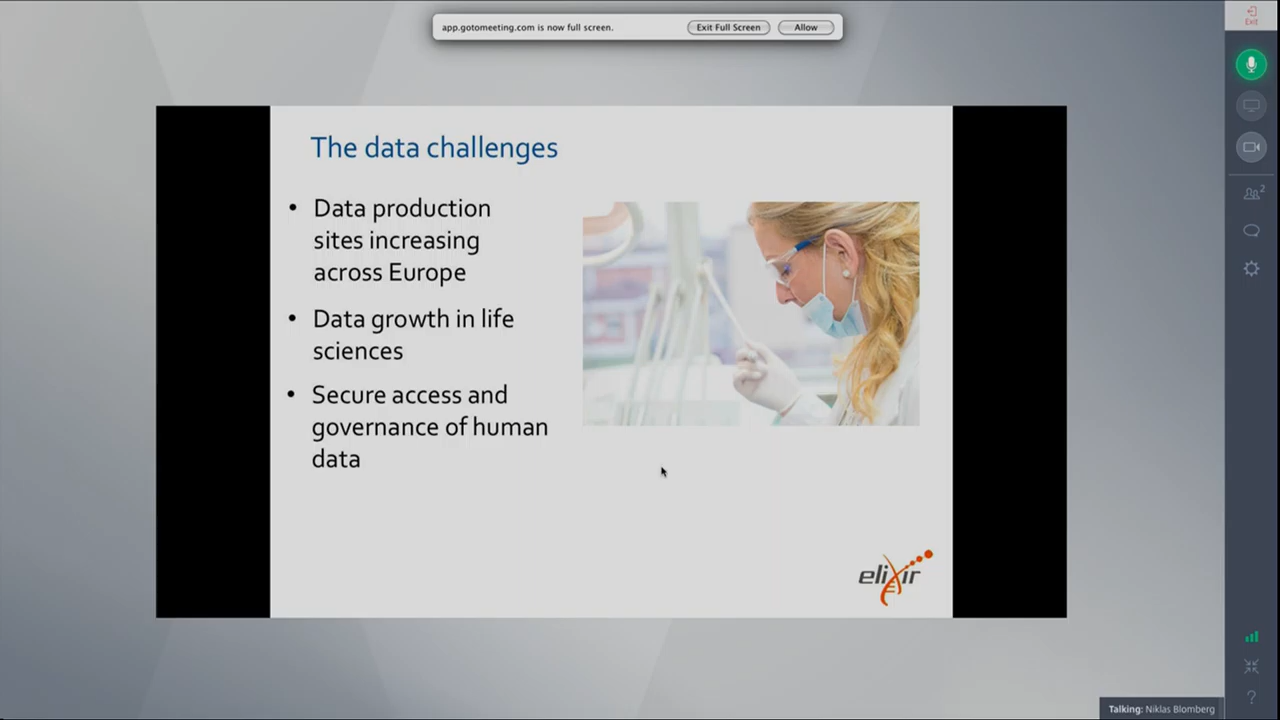 app.gotomeeting.com is now full screen.
Exit Full Screen
Allow
Exit
2
The data challenges
• Data production
sites increasing
across Europe
• Data growth in life
sciences
• Secure access and
governance of human
data
elixir
?
Talking: Niklas Blomberg